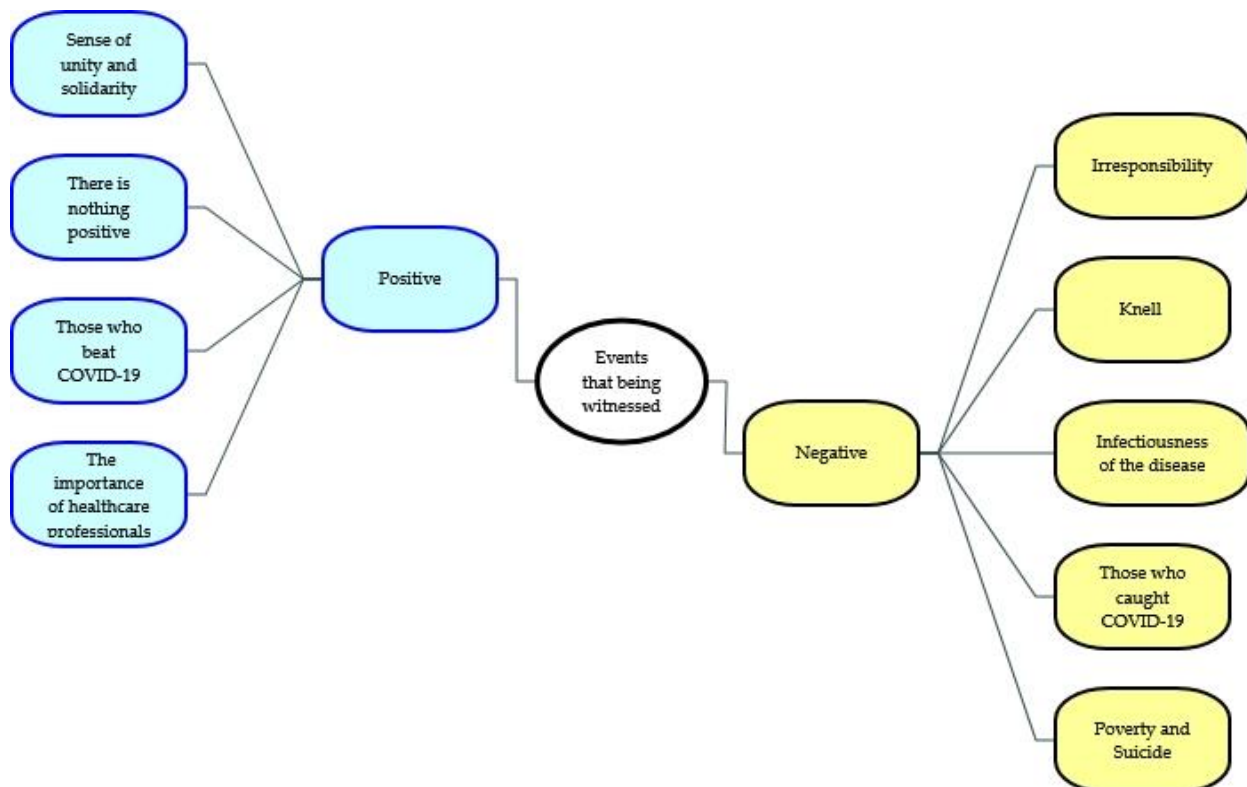 Sense of
unity and
solidarity
There is
nothing
positive
Those who
beat
COVID-19
The
importance
of healthcare
professionals
Positive
Events
that being
witnessed
Negative
Irresponsibility
Knell
Infectiousness
of the disease
Those who
caught
COVID-19
Poverty and
Suicide